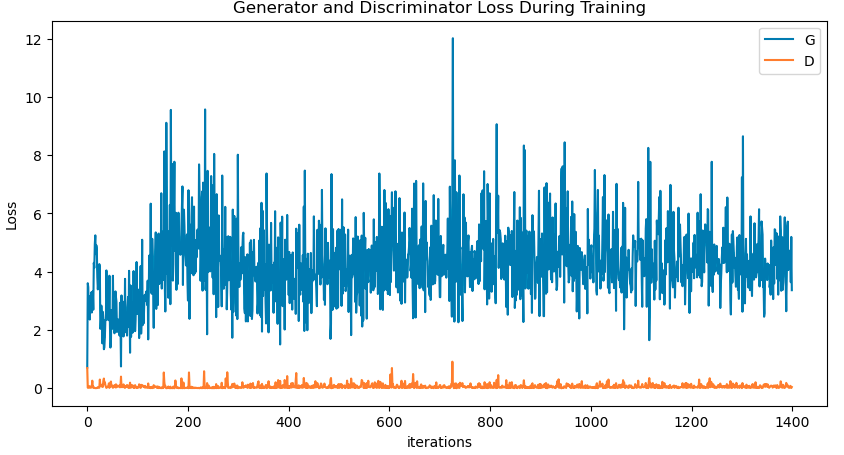 Generator and Discriminator Loss During Training
G
D
Loss
12
10
8
6
4
2
0
0 200 400 600 800 1000 1200 1400
iterations